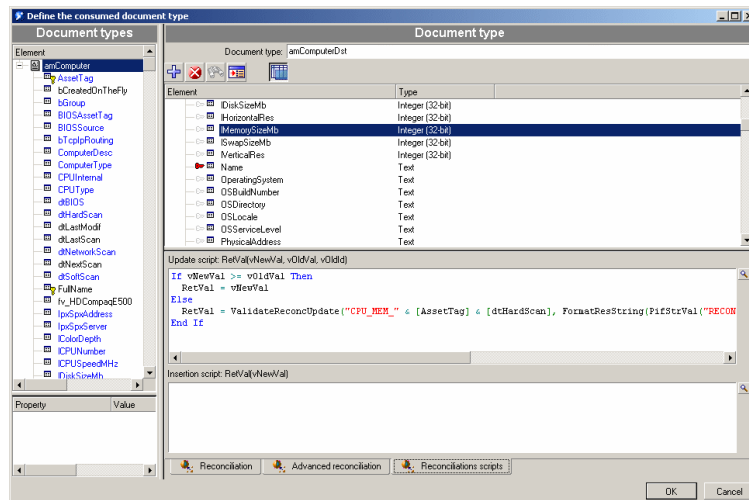 Define the consumed document type
Document types
Element
amComputer
AssetTag
bCreatedOnTheFly
bGroup
BIOSAssetTag
BIOSSource
bTcpIpRouting
ComputerDesc
ComputerType
CPUInternal
CPUType
dtBIOS
dtHardScan
dtLastModif
dtLastScan
dtNetworkScan
dtNextScan
dtSoftScan
FullName
fv_HDCompaqE500
IpxSpxAddress
IpxSpxServer
lColorDepth
lCPUNumber
lCPUSpeedMHz
lDiskSizeMb
Property Value
Document type
Document type: amComputerDst
Element Type
lDiskSizeMb Integer (32-bit)
lHorizontalRes Integer (32-bit)
lMemorySizeMb Integer (32-bit)
lSwapSizeMb Integer (32-bit)
lVerticalRes Integer (32-bit)
Name Text
OperatingSystem Text
OSBuildNumber Text
OSDirectory Text
OSLocale Text
OSServiceLevel Text
PhysicalAddress Text
Update script: RetVal(vNewVal, vOldVal, vOldId)
If vNewVal >= vOldVal Then
RetVal = vNewVal
Else
RetVal = ValidateReconcUpdate("CPU_MEM_" & [AssetTag] & [dtHardScan], FormatResString(PifStrVal("RECON
End If
Insertion script: RetVal(vNewVal)
Reconciliation Advanced reconciliation Reconciliations scripts
OK Cancel